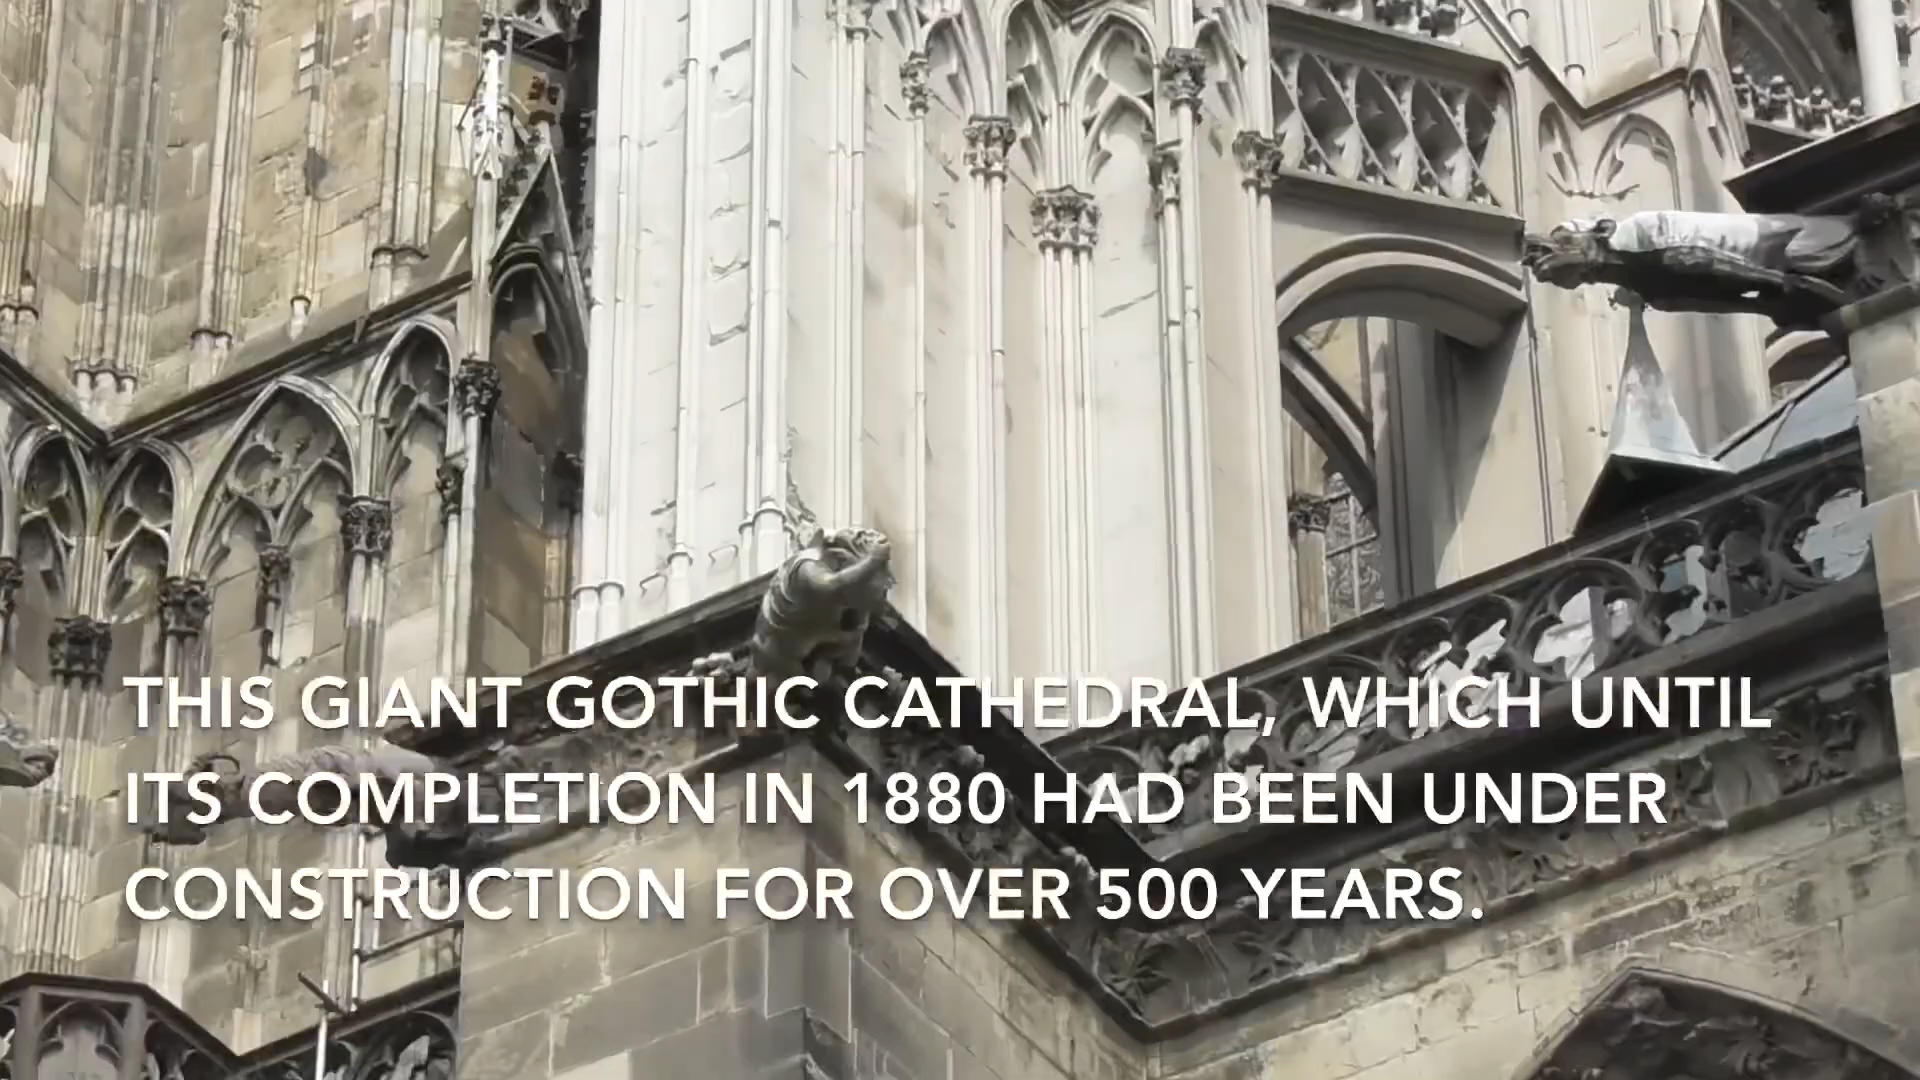 THIS GIANT GOTHIC CATHEDRAL, WHICH UNTIL
ITS COMPLETION IN 1880 HAD BEEN UNDER
CONSTRUCTION FOR OVER 500 YEARS.